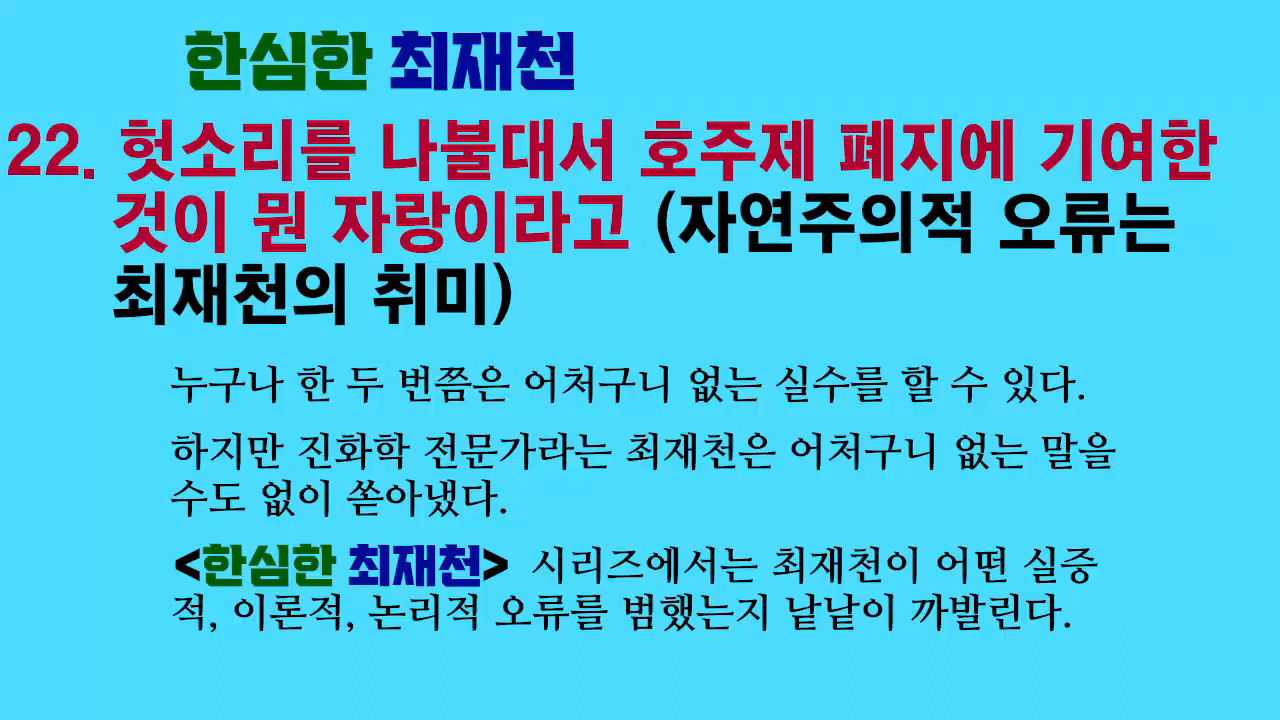 한심한 최재천
22. 헛소리를 나불대서 호주제 폐지에 기여한
것이 뭔 자랑이라고 (자연주의적 오류는
최재천의 취미)
누구나 한 두 번쯤은 어처구니 없는 실수를 할 수 있다.
하지만 진화학 전문가라는 최재천은 어처구니 없는 말을
수도 없이 쏟아냈다.
<한심한 최재천> 시리즈에서는 최재천이 어떤 실증
적, 이론적, 논리적 오류를 범했는지 낱낱이 까발린다.